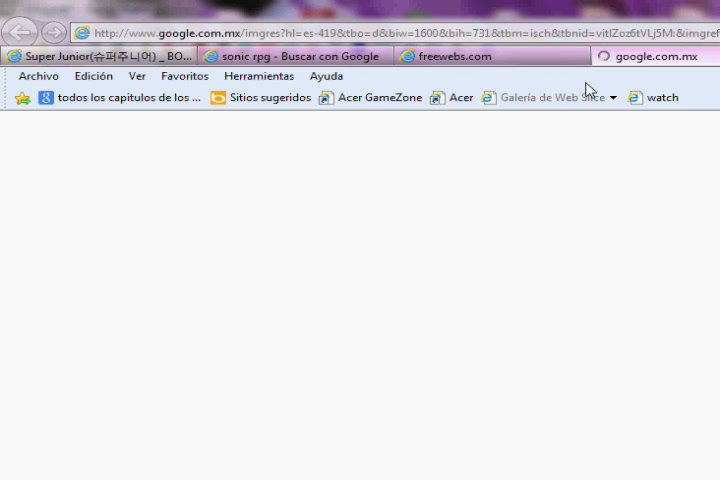 http://www.google.com.mx/imgres?hl=es-419&tbo=d&biw=1600&bih=731&tbm=isch&tbnid=vitlZoz6tVLj5M:&imgref
Super Junior(슈퍼주니어) _ BO... sonic rpg - Buscar con Google freewebs.com google.com.mx
Archivo Edición Ver Favoritos Herramientas Ayuda
todos los capitulos de los ... Sitios sugeridos Acer GameZone Acer Galería de Web Slice watch